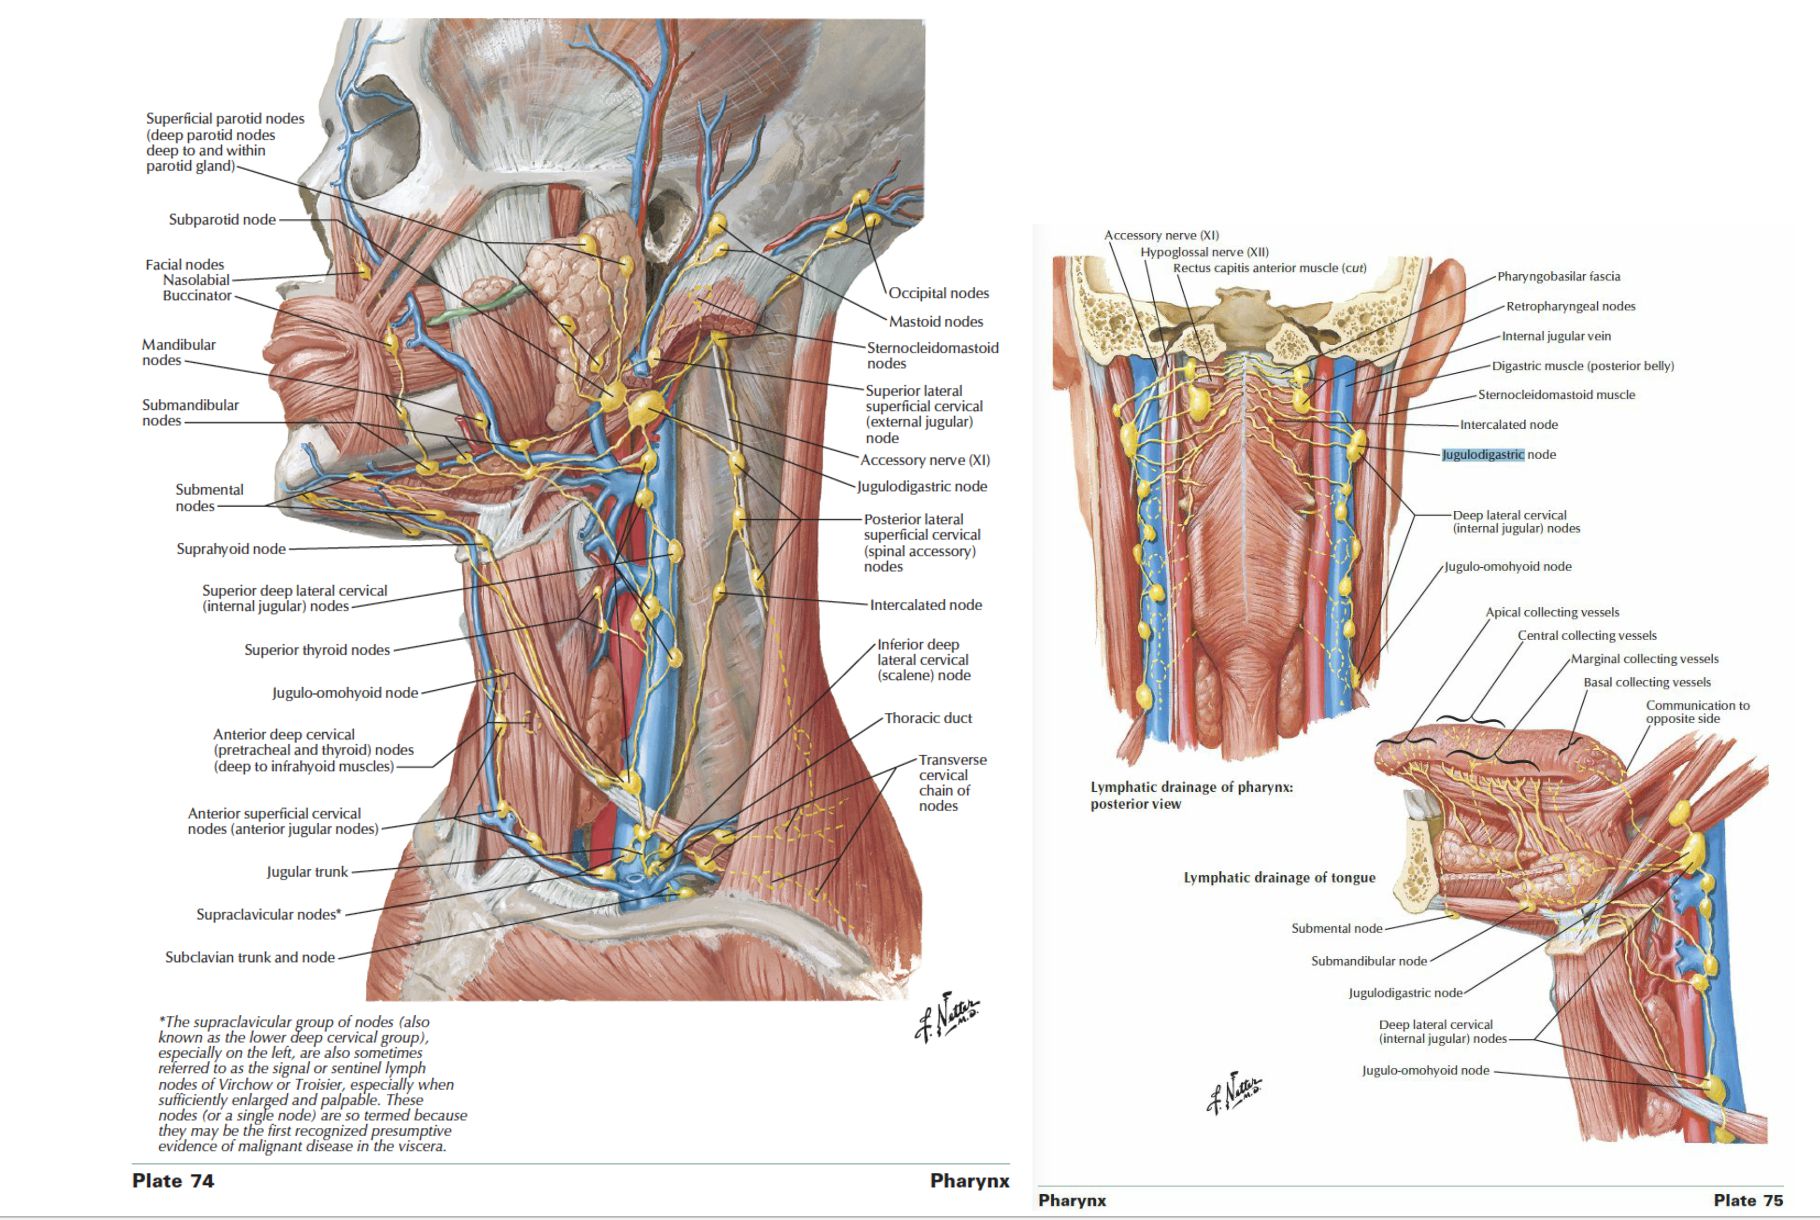 Superficial parotid nodes
(deep parotid nodes
deep to and within
parotid gland)
Subparotid node
Facial nodes
Nasolabial
Buccinator
Mandibular
nodes
Submandibular
nodes
Submental
nodes
Suprahyoid node
Superior deep lateral cervical
(internal jugular) nodes
Superior thyroid nodes
Jugulo-omohyoid node
Anterior deep cervical
(pretracheal and thyroid) nodes
(deep to infrahyoid muscles)
Anterior superficial cervical
nodes (anterior jugular nodes)
Jugular trunk
Supraclavicular nodes*
Subclavian trunk and node
Occipital nodes
Mastoid nodes
Sternocleidomastoid
nodes
Superior lateral
superficial cervical
(external jugular)
node
Accessory nerve (XI)
Jugulodigastric node
Posterior lateral
superficial cervical
(spinal accessory)
nodes
Intercalated node
Inferior deep
lateral cervical
(scalene) node
Thoracic duct
Transverse
cervical
chain of
nodes
F. Netter
M.D.
*The supraclavicular group of nodes (also
known as the lower deep cervical group),
especially on the left, are also sometimes
referred to as the signal or sentinel lymph
nodes of Virchow or Troisier, especially when
sufficiently enlarged and palpable. These
nodes (or a single node) are so termed because
they may be the first recognized presumptive
evidence of malignant disease in the viscera.
Plate 74
Pharynx
Accessory nerve (XI)
Hypoglossal nerve (XII)
Rectus capitis anterior muscle (cut)
Pharyngobasilar fascia
Retropharyngeal nodes
Internal jugular vein
Digastric muscle (posterior belly)
Sternocleidomastoid muscle
Intercalated node
Jugulodigastric node
Deep lateral cervical
(internal jugular) nodes
Jugulo-omohyoid node
Lymphatic drainage of pharynx:
posterior view
Apical collecting vessels
Central collecting vessels
Marginal collecting vessels
Basal collecting vessels
Communication to
opposite side
Lymphatic drainage of tongue
Submental node
Submandibular node
Jugulodigastric node
Deep lateral cervical
(internal jugular) nodes
Jugulo-omohyoid node
F. Netter
M.D.
Pharynx
Plate 75